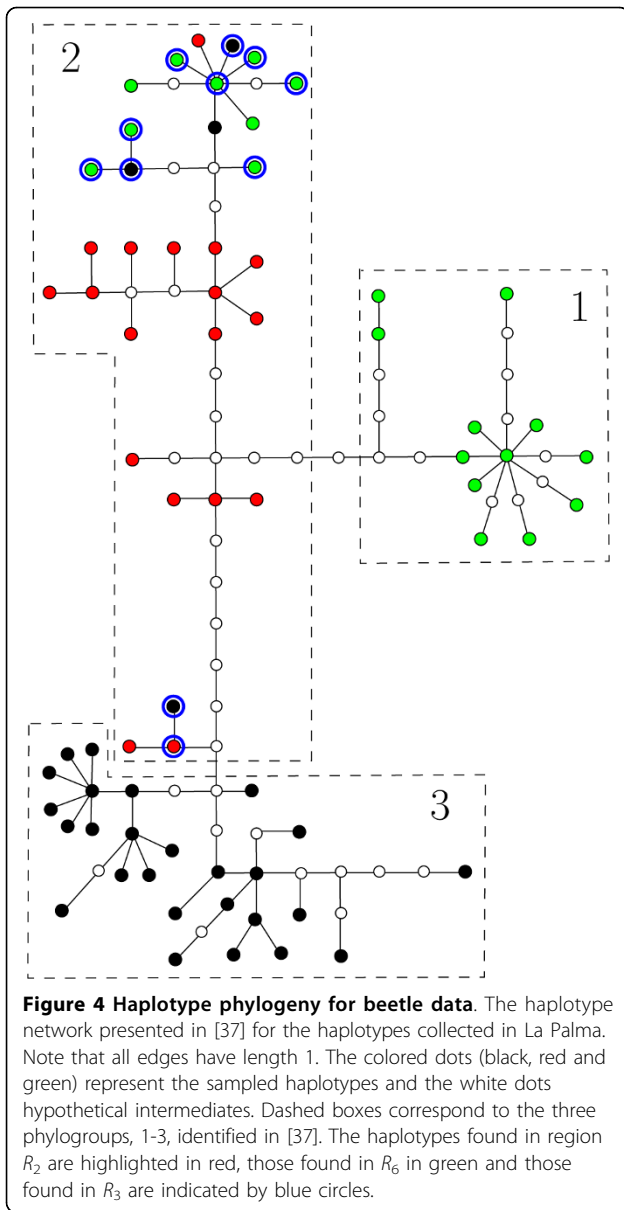 2
1
3
Figure 4 Haplotype phylogeny for beetle data. The haplotype
network presented in [37] for the haplotypes collected in La Palma.
Note that all edges have length 1. The colored dots (black, red and
green) represent the sampled haplotypes and the white dots
hypothetical intermediates. Dashed boxes correspond to the three
phylogroups, 1-3, identified in [37]. The haplotypes found in region
R2 are highlighted in red, those found in R6 in green and those
found in R3 are indicated by blue circles.